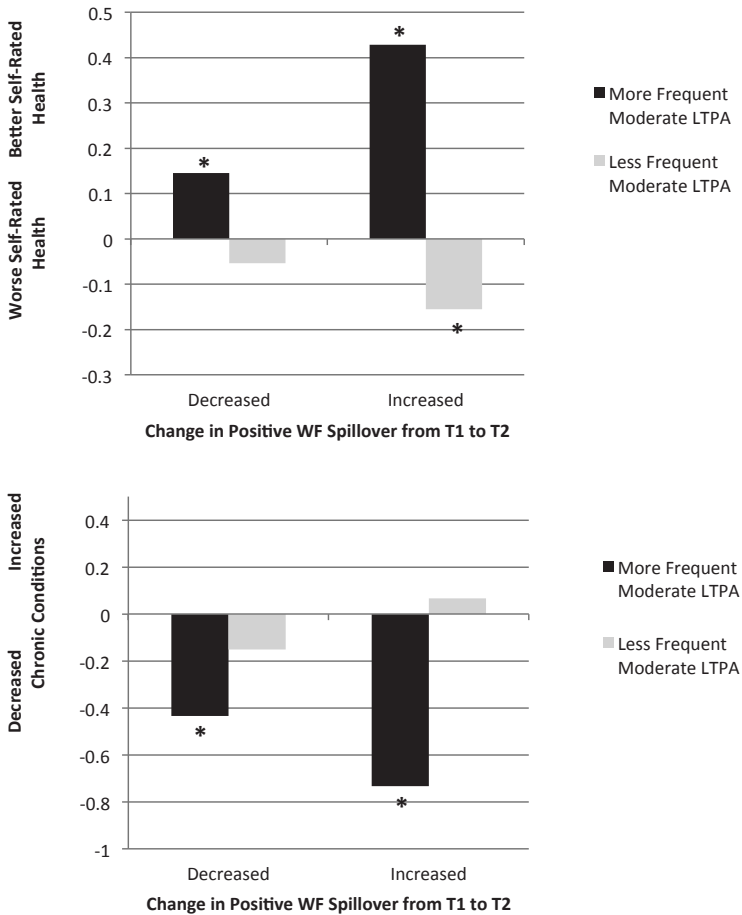 Better Self-Rated
Health
Worse Self-Rated
Health
0.5
0.4
0.3
0.2
0.1
0
-0.1
-0.2
-0.3
*
*
*
Decreased
Increased
Change in Positive WF Spillover from T1 to T2
More Frequent
Moderate LTPA
Less Frequent
Moderate LTPA
Increased
Decreased
Chronic Conditions
0.4
0.2
0
-0.2
-0.4
-0.6
-0.8
-1
*
*
Decreased
Increased
Change in Positive WF Spillover from T1 to T2
More Frequent
Moderate LTPA
Less Frequent
Moderate LTPA